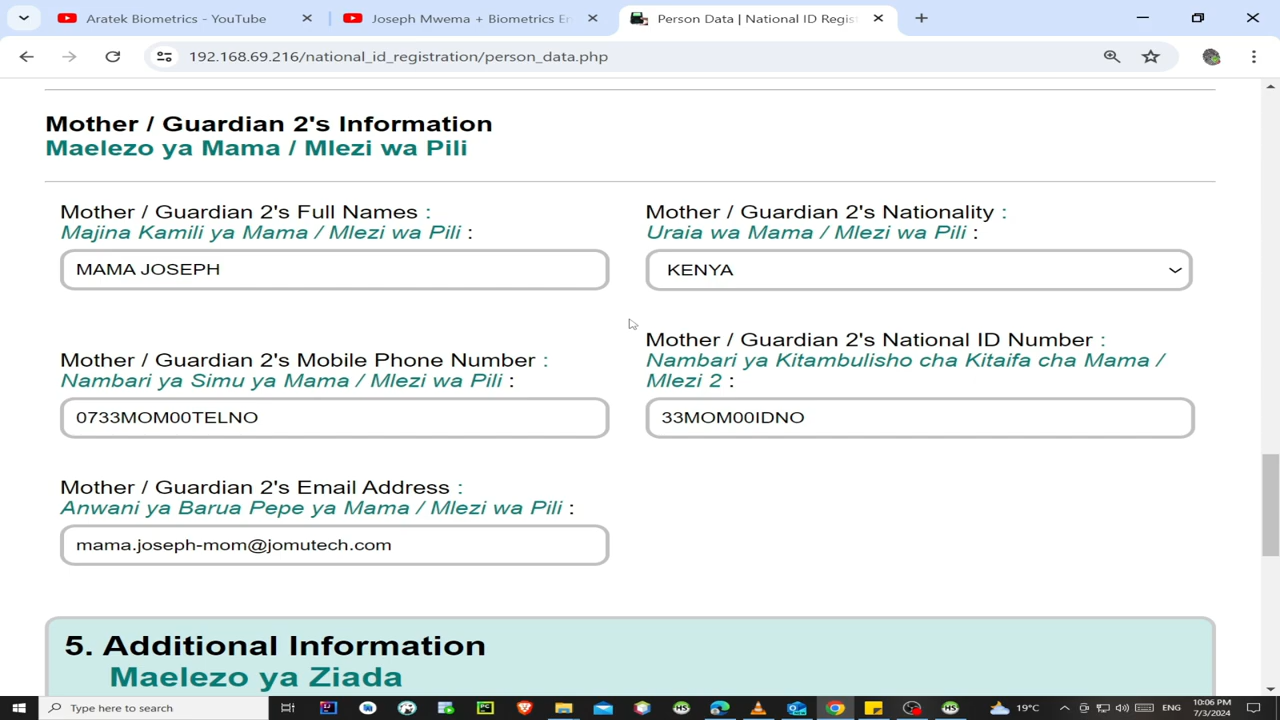 Aratek Biometrics - YouTube
Joseph Mwema + Biometrics En
Person Data | National ID Regis
192.168.69.216/national_id_registration/person_data.php
Mother / Guardian 2's Information
Maelezo ya Mama / Mlezi wa Pili
Mother / Guardian 2's Full Names :
Majina Kamili ya Mama / Mlezi wa Pili :
MAMA JOSEPH
Mother / Guardian 2's Nationality :
Uraia wa Mama / Mlezi wa Pili :
KENYA
Mother / Guardian 2's Mobile Phone Number :
Nambari ya Simu ya Mama / Mlezi wa Pili :
0733MOM00TELNO
Mother / Guardian 2's National ID Number :
Nambari ya Kitambulisho cha Kitaifa cha Mama /
Mlezi 2 :
33MOM00IDNO
Mother / Guardian 2's Email Address :
Anwani ya Barua Pepe ya Mama / Mlezi wa Pili :
mama.joseph-mom@jomutech.com
5. Additional Information
Maelezo ya Ziada
Type here to search
19°C
ENG
10:06 PM
7/3/2024